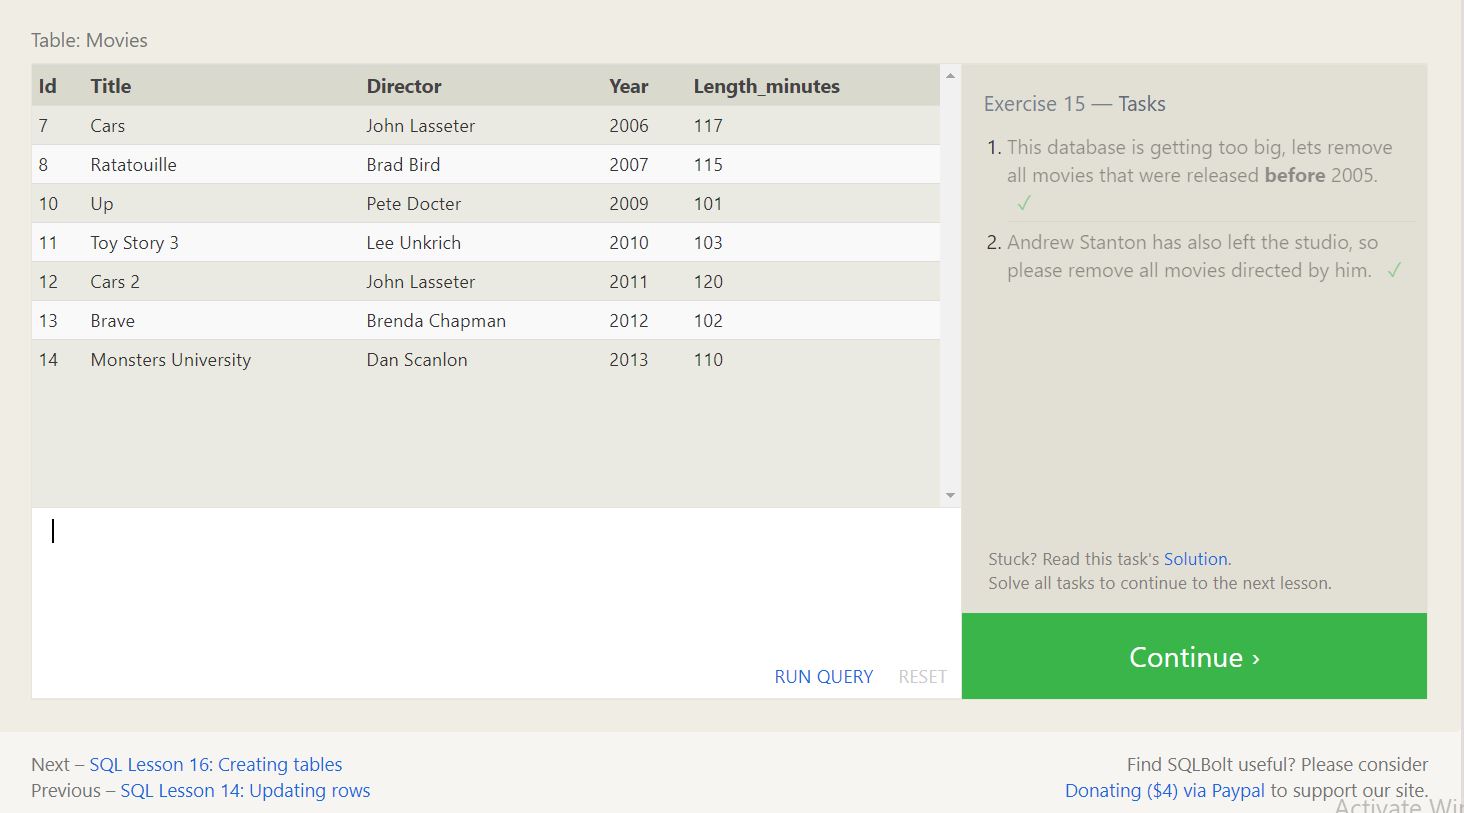 Table: Movies
Id Title Director Year Length_minutes
7 Cars John Lasseter 2006 117
8 Ratatouille Brad Bird 2007 115
10 Up Pete Docter 2009 101
11 Toy Story 3 Lee Unkrich 2010 103
12 Cars 2 John Lasseter 2011 120
13 Brave Brenda Chapman 2012 102
14 Monsters University Dan Scanlon 2013 110
RUN QUERY RESET
Exercise 15 — Tasks
1. This database is getting too big, lets remove
all movies that were released before 2005.
✓
2. Andrew Stanton has also left the studio, so
please remove all movies directed by him. ✓
Stuck? Read this task's Solution.
Solve all tasks to continue to the next lesson.
Continue ›
Next – SQL Lesson 16: Creating tables
Previous – SQL Lesson 14: Updating rows
Find SQLBolt useful? Please consider
Donating ($4) via Paypal to support our site.
Activate